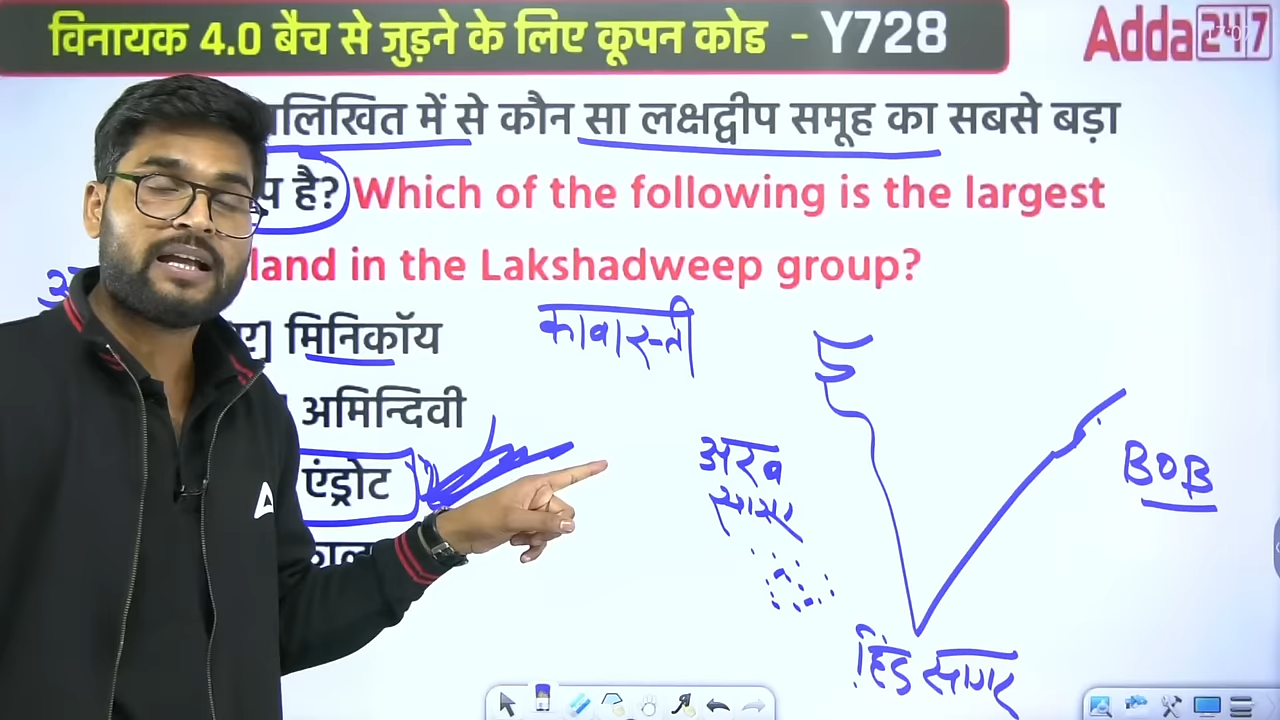 विनायक 4.0 बैच से जुड़ने के लिए कूपन कोड - Y728
Adda247
लिखित में से कौन सा लक्षद्वीप समूह का सबसे बड़ा
प है? Which of the following is the largest
land in the Lakshadweep group?
ए] मिनिकॉय
कावारत्ती
] अमिन्दिवी
एंड्रोट
अरब
सागर
BOB
हिंद सागर